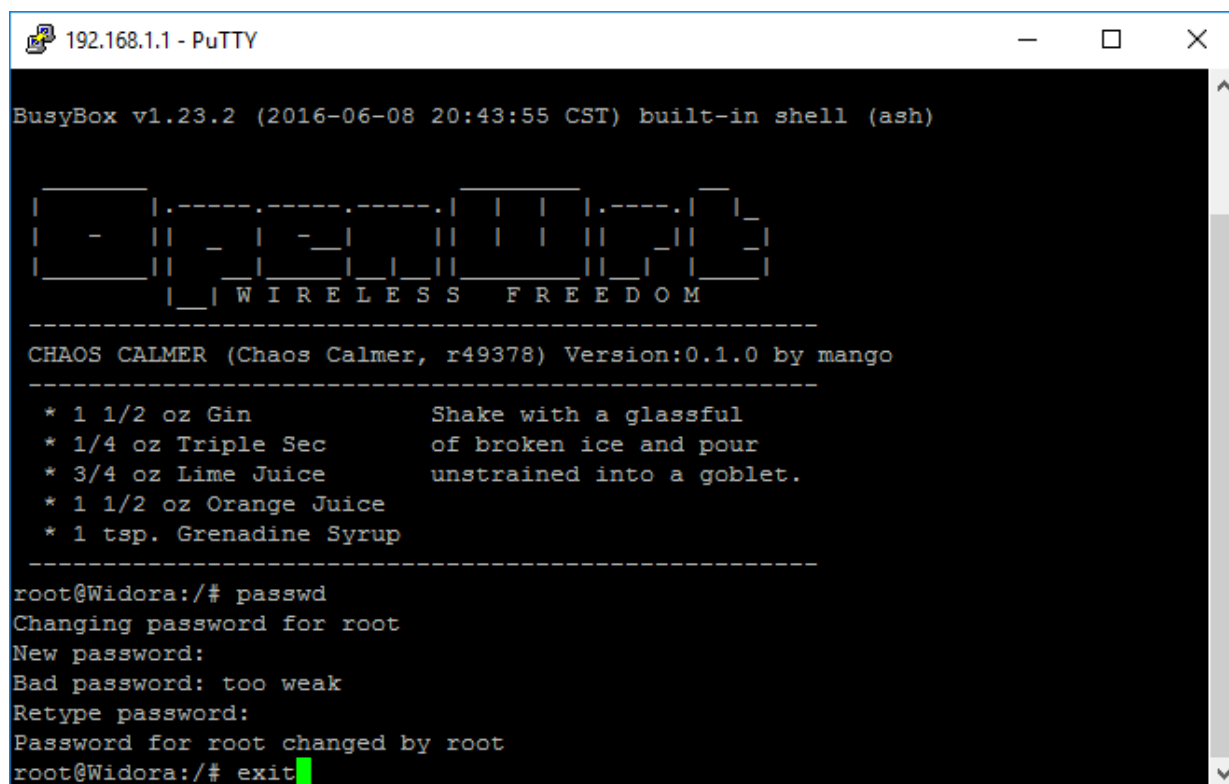 192.168.1.1 - PuTTY
BusyBox v1.23.2 (2016-06-08 20:43:55 CST) built-in shell (ash)
OpenWrt
W I R E L E S S   F R E E D O M
-----------------------------------------------------
CHAOS CALMER (Chaos Calmer, r49378) Version:0.1.0 by mango
-----------------------------------------------------
* 1 1/2 oz Gin            Shake with a glassful
* 1/4 oz Triple Sec       of broken ice and pour
* 3/4 oz Lime Juice       unstrained into a goblet.
* 1 1/2 oz Orange Juice
* 1 tsp. Grenadine Syrup
-----------------------------------------------------
root@Widora:/# passwd
Changing password for root
New password:
Bad password: too weak
Retype password:
Password for root changed by root
root@Widora:/# exit